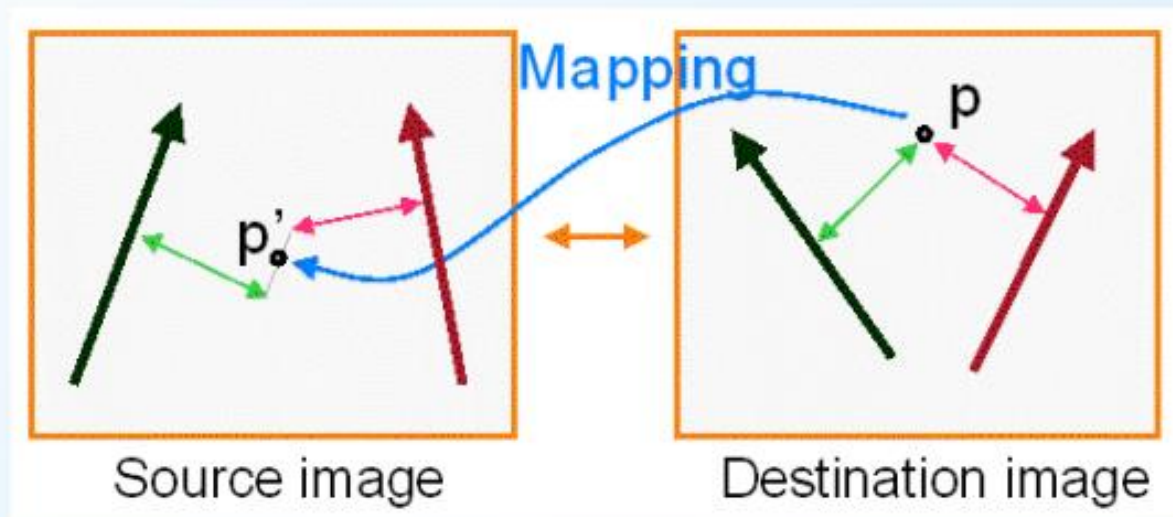 Mapping
p
p’
Source image
Destination image